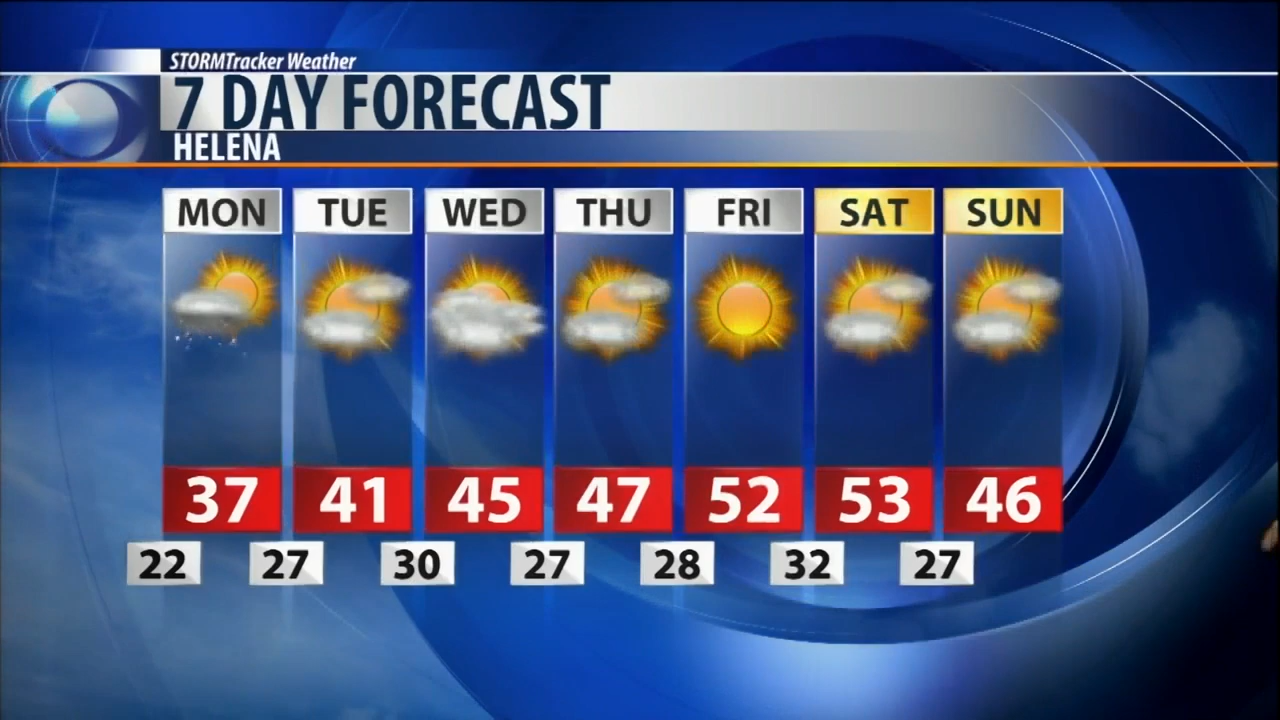 STORMTracker Weather
7 DAY FORECAST
HELENA
MON TUE WED THU FRI SAT SUN
37 41 45 47 52 53 46
22 27 30 27 28 32 27